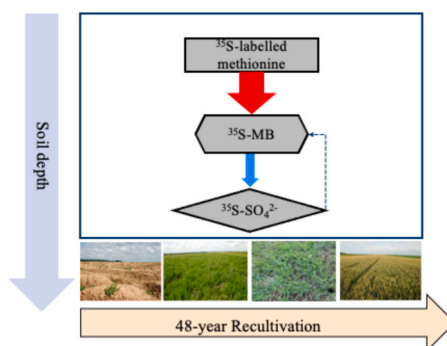 ³⁵S-labelled
methionine
Soil depth
³⁵S-MB
³⁵S-SO₄²⁻
48-year Recultivation